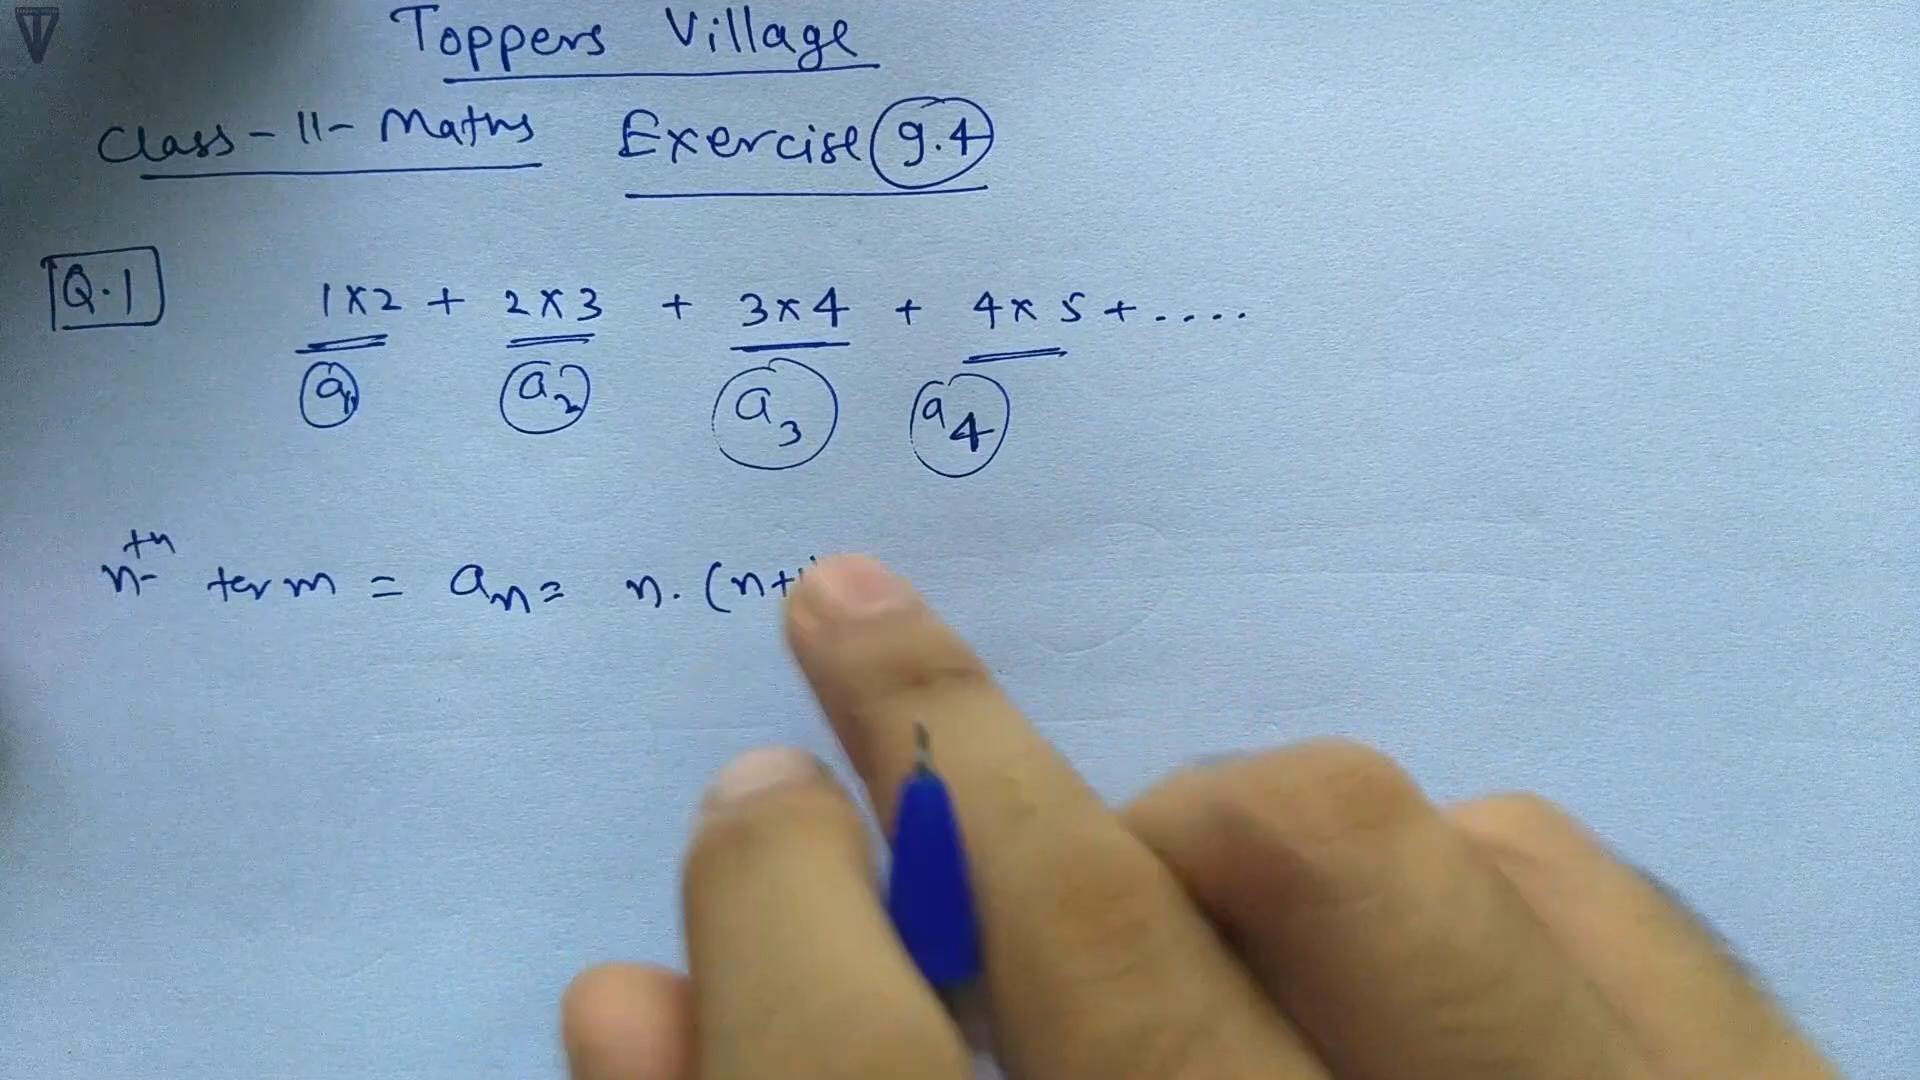 Toppers Village
Class-11-Maths Exercise 9.4
Q.1 1×2 + 2×3 + 3×4 + 4×5 + ....
a1 a2 a3 a4
nth term = an = n. (n+1